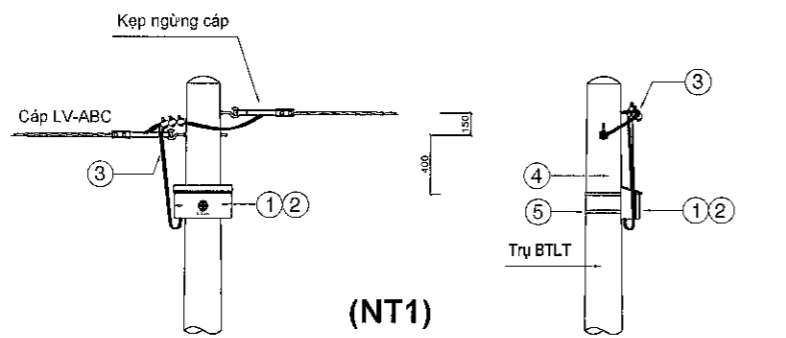 Kẹp ngừng cáp
Cáp LV-ABC
3
1 2
150
400
3
4
5
1 2
Trụ BTLT
(NT1)